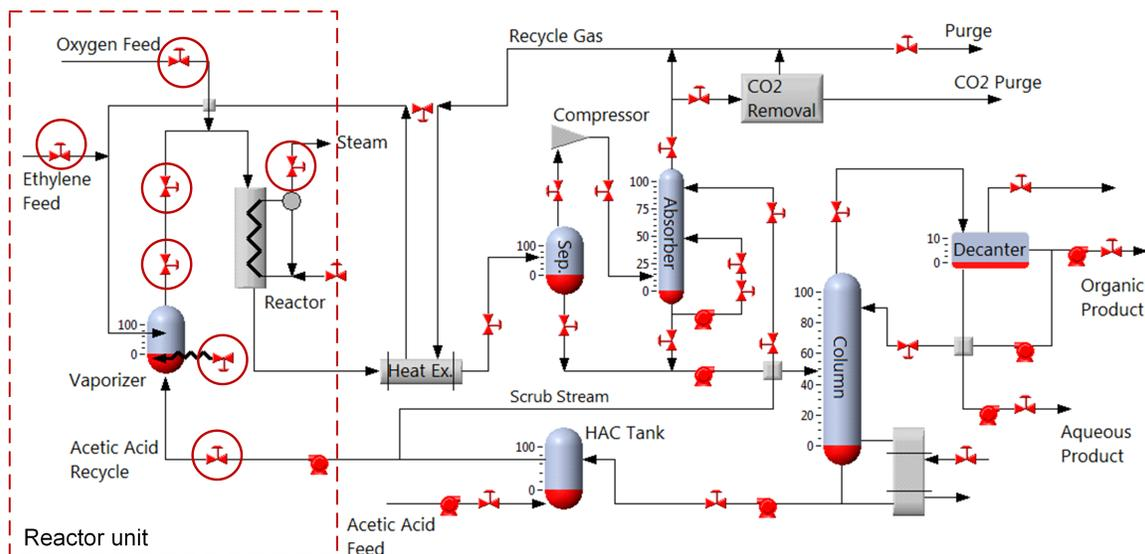 Oxygen Feed
Recycle Gas
Purge
CO2
Removal
CO2 Purge
Compressor
Steam
Ethylene
Feed
100
75
50
25
0
Absorber
100
0
Sep.
10
0
Decanter
Reactor
Organic
Product
100
0
Vaporizer
100
80
60
40
20
0
Column
Heat Ex.
Scrub Stream
Acetic Acid
Recycle
HAC Tank
100
0
Aqueous
Product
Acetic Acid
Feed
Reactor unit